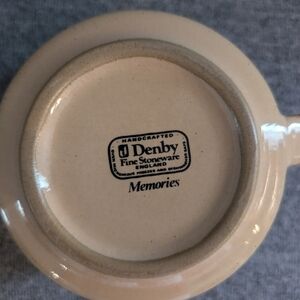 HANDCRAFTED
Denby
Fine Stoneware
ENGLAND
Memories